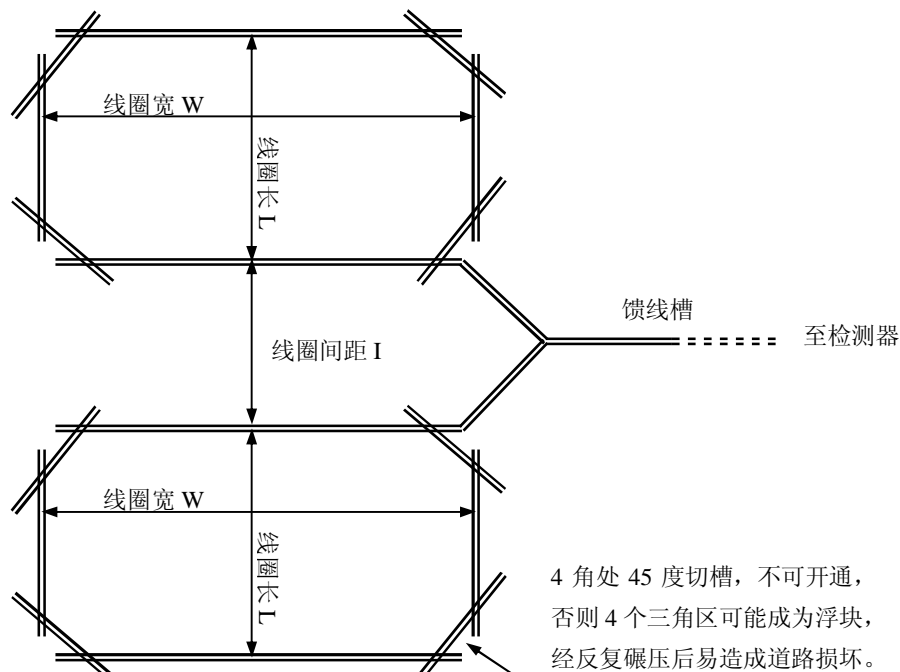 线圈宽 W
线圈长 L
馈线槽
至检测器
线圈间距 I
线圈宽 W
线圈长 L
4 角处 45 度切槽，不可开通，
否则 4 个三角区可能成为浮块，
经反复碾压后易造成道路损坏。